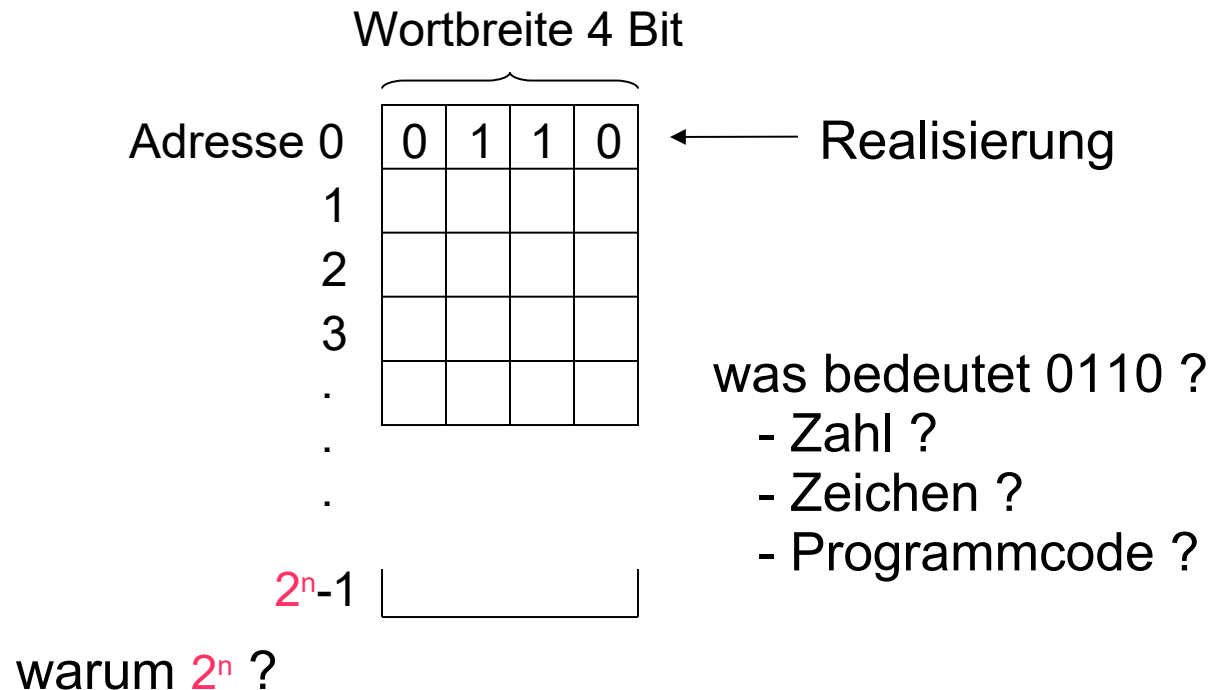 Wortbreite 4 Bit
Adresse 0 0 1 1 0 Realisierung
1
2
3
.
.
.
2ⁿ-1
was bedeutet 0110 ?
- Zahl ?
- Zeichen ?
- Programmcode ?
warum 2ⁿ ?